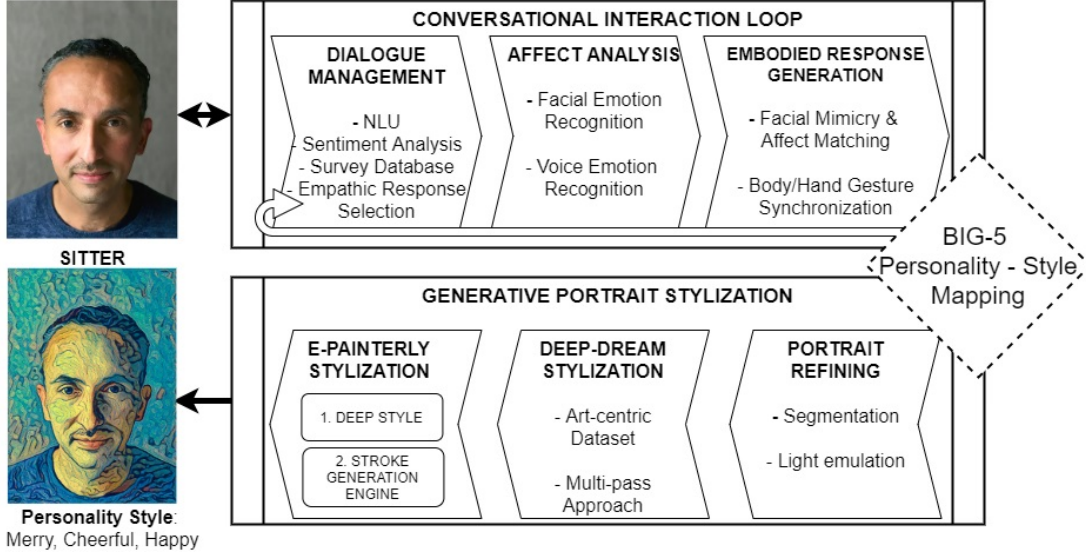 CONVERSATIONAL INTERACTION LOOP
DIALOGUE
MANAGEMENT
- NLU
- Sentiment Analysis
- Survey Database
- Empathic Response
Selection
AFFECT ANALYSIS
- Facial Emotion
Recognition
- Voice Emotion
Recognition
EMBODIED RESPONSE
GENERATION
- Facial Mimicry &
Affect Matching
- Body/Hand Gesture
Synchronization
SITTER
BIG-5
Personality - Style
Mapping
GENERATIVE PORTRAIT STYLIZATION
E-PAINTERLY
STYLIZATION
1. DEEP STYLE
2. STROKE
GENERATION
ENGINE
DEEP-DREAM
STYLIZATION
- Art-centric
Dataset
- Multi-pass
Approach
PORTRAIT
REFINING
- Segmentation
- Light emulation
Personality Style:
Merry, Cheerful, Happy